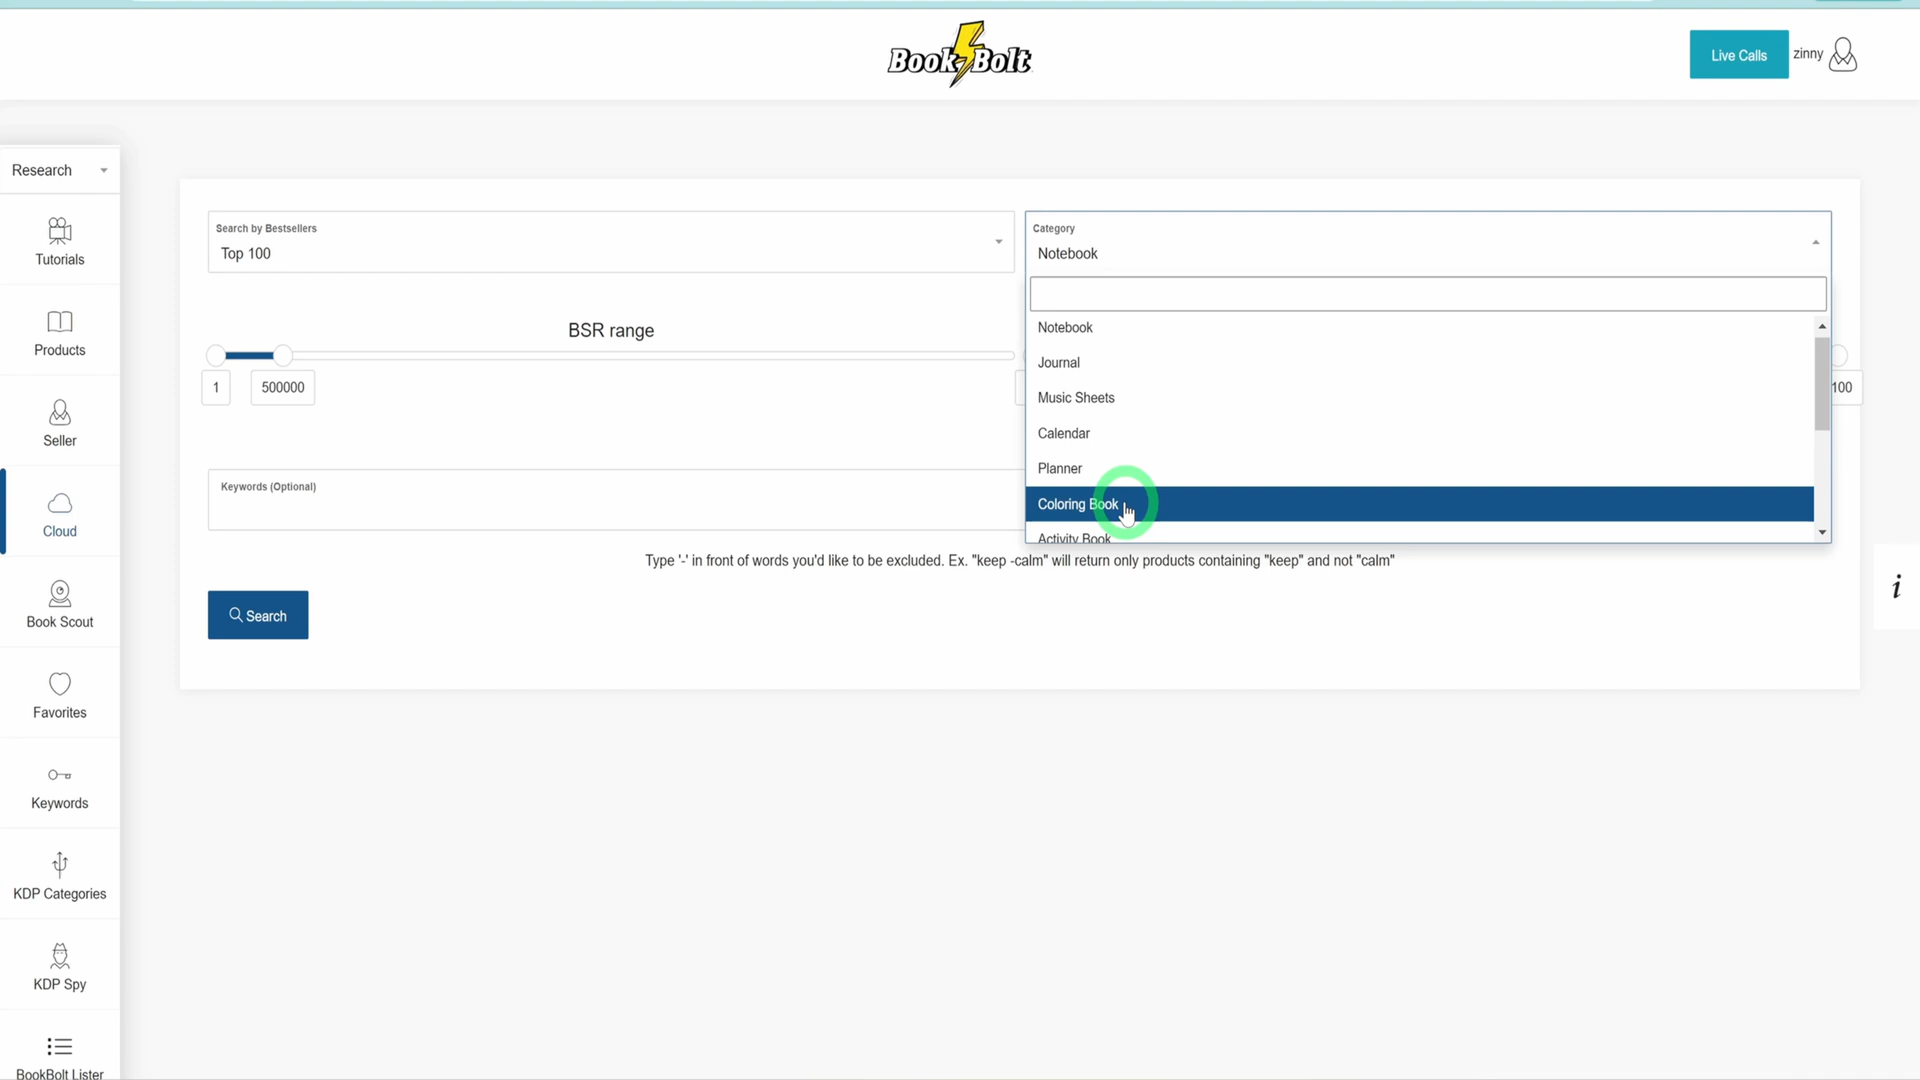 Book Bolt
Live Calls
zinny
Research
Tutorials
Products
Seller
Cloud
Book Scout
Favorites
Keywords
KDP Categories
KDP Spy
BookBolt Lister
Search by Bestsellers
Top 100
Category
Notebook
Notebook
Journal
Music Sheets
Calendar
Planner
Coloring Book
Activity Book
BSR range
1
500000
100
Keywords (Optional)
Type '-' in front of words you'd like to be excluded. Ex. "keep -calm" will return only products containing "keep" and not "calm"
Search
i